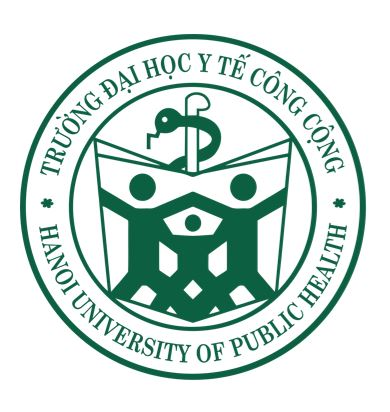 TRƯỜNG ĐẠI HỌC Y TẾ CÔNG CỘNG
HANOI UNIVERSITY OF PUBLIC HEALTH